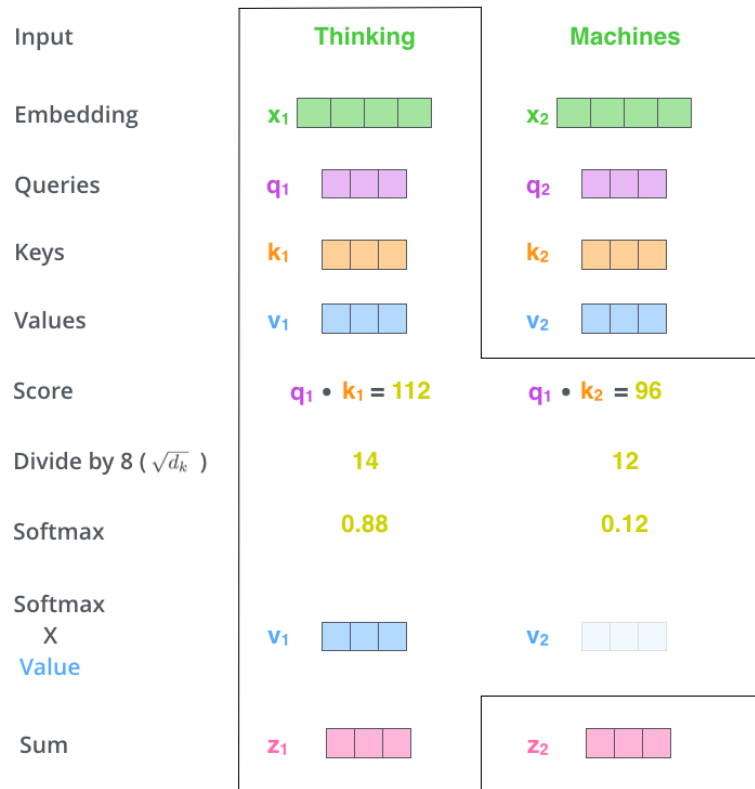 Input Thinking Machines
Embedding x₁ x₂
Queries q₁ q₂
Keys k₁ k₂
Values v₁ v₂
Score q₁ • k₁ = 112 q₁ • k₂ = 96
Divide by 8 ( √dₖ ) 14 12
Softmax 0.88 0.12
Softmax
X
Value v₁ v₂
Sum z₁ z₂